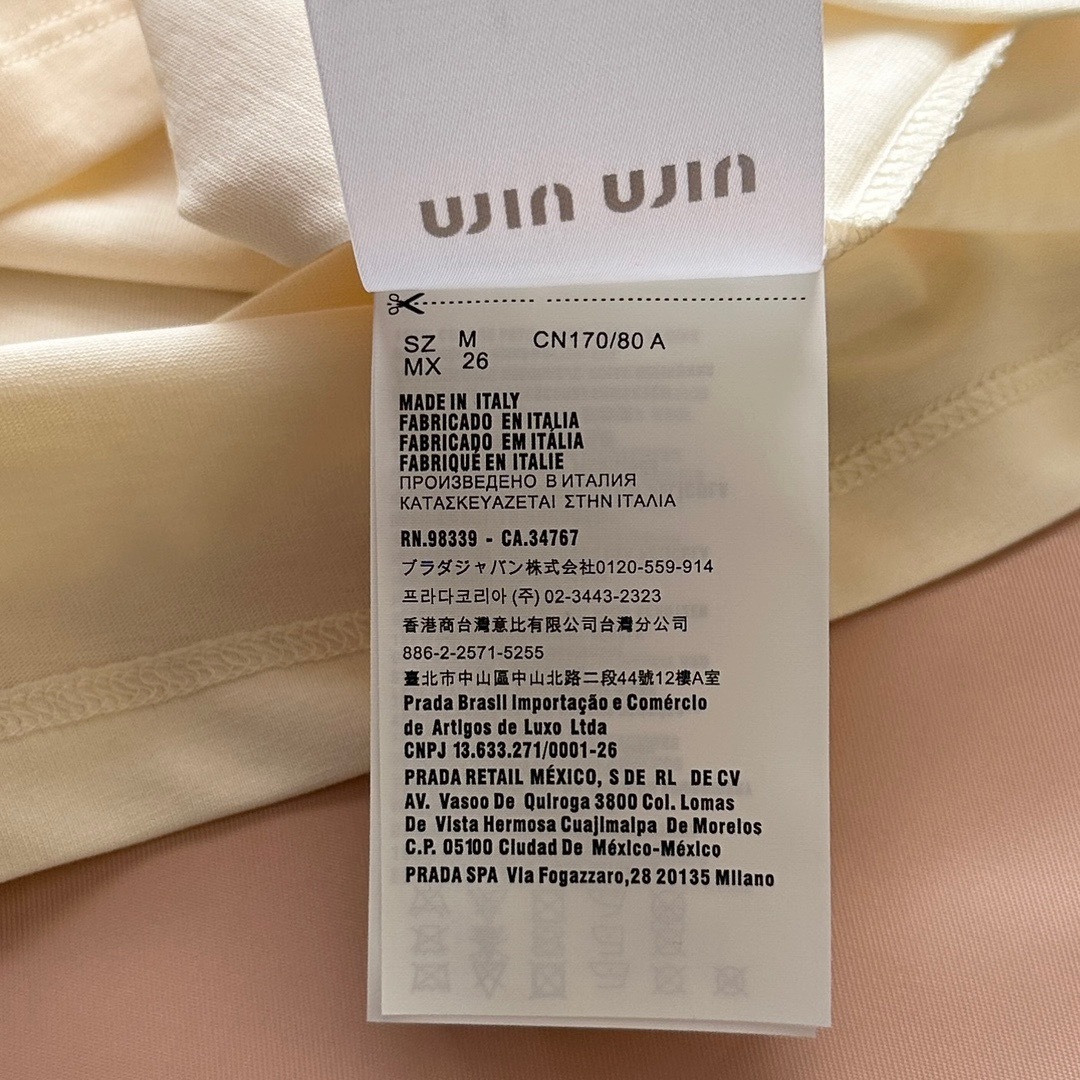 UJIN UJIN
SZ M CN170/80 A
MX 26
MADE IN ITALY
FABRICADO EN ITALIA
FABRICADO EM ITÁLIA
FABRIQUÉ EN ITALIE
ПРОИЗВЕДЕНО В ИТАЛИЯ
ΚΑΤΑΣΚΕΥΑΖΕΤΑΙ ΣΤΗΝ ΙΤΑΛΙΑ
RN.98339 - CA.34767
ブラダジャパン株式会社0120-559-914
프라다코리아 (주) 02-3443-2323
香港商台灣意比有限公司台灣分公司
886-2-2571-5255
臺北市中山區中山北路二段44號12樓A室
Prada Brasil Importação e Comércio
de Artigos de Luxo Ltda
CNPJ 13.633.271/0001-26
PRADA RETAIL MÉXICO, S DE RL DE CV
AV. Vasoo De Quiroga 3800 Col. Lomas
De Vista Hermosa Cuajimalpa De Morelos
C.P. 05100 Ciudad De México-México
PRADA SPA Via Fogazzaro,28 20135 Milano